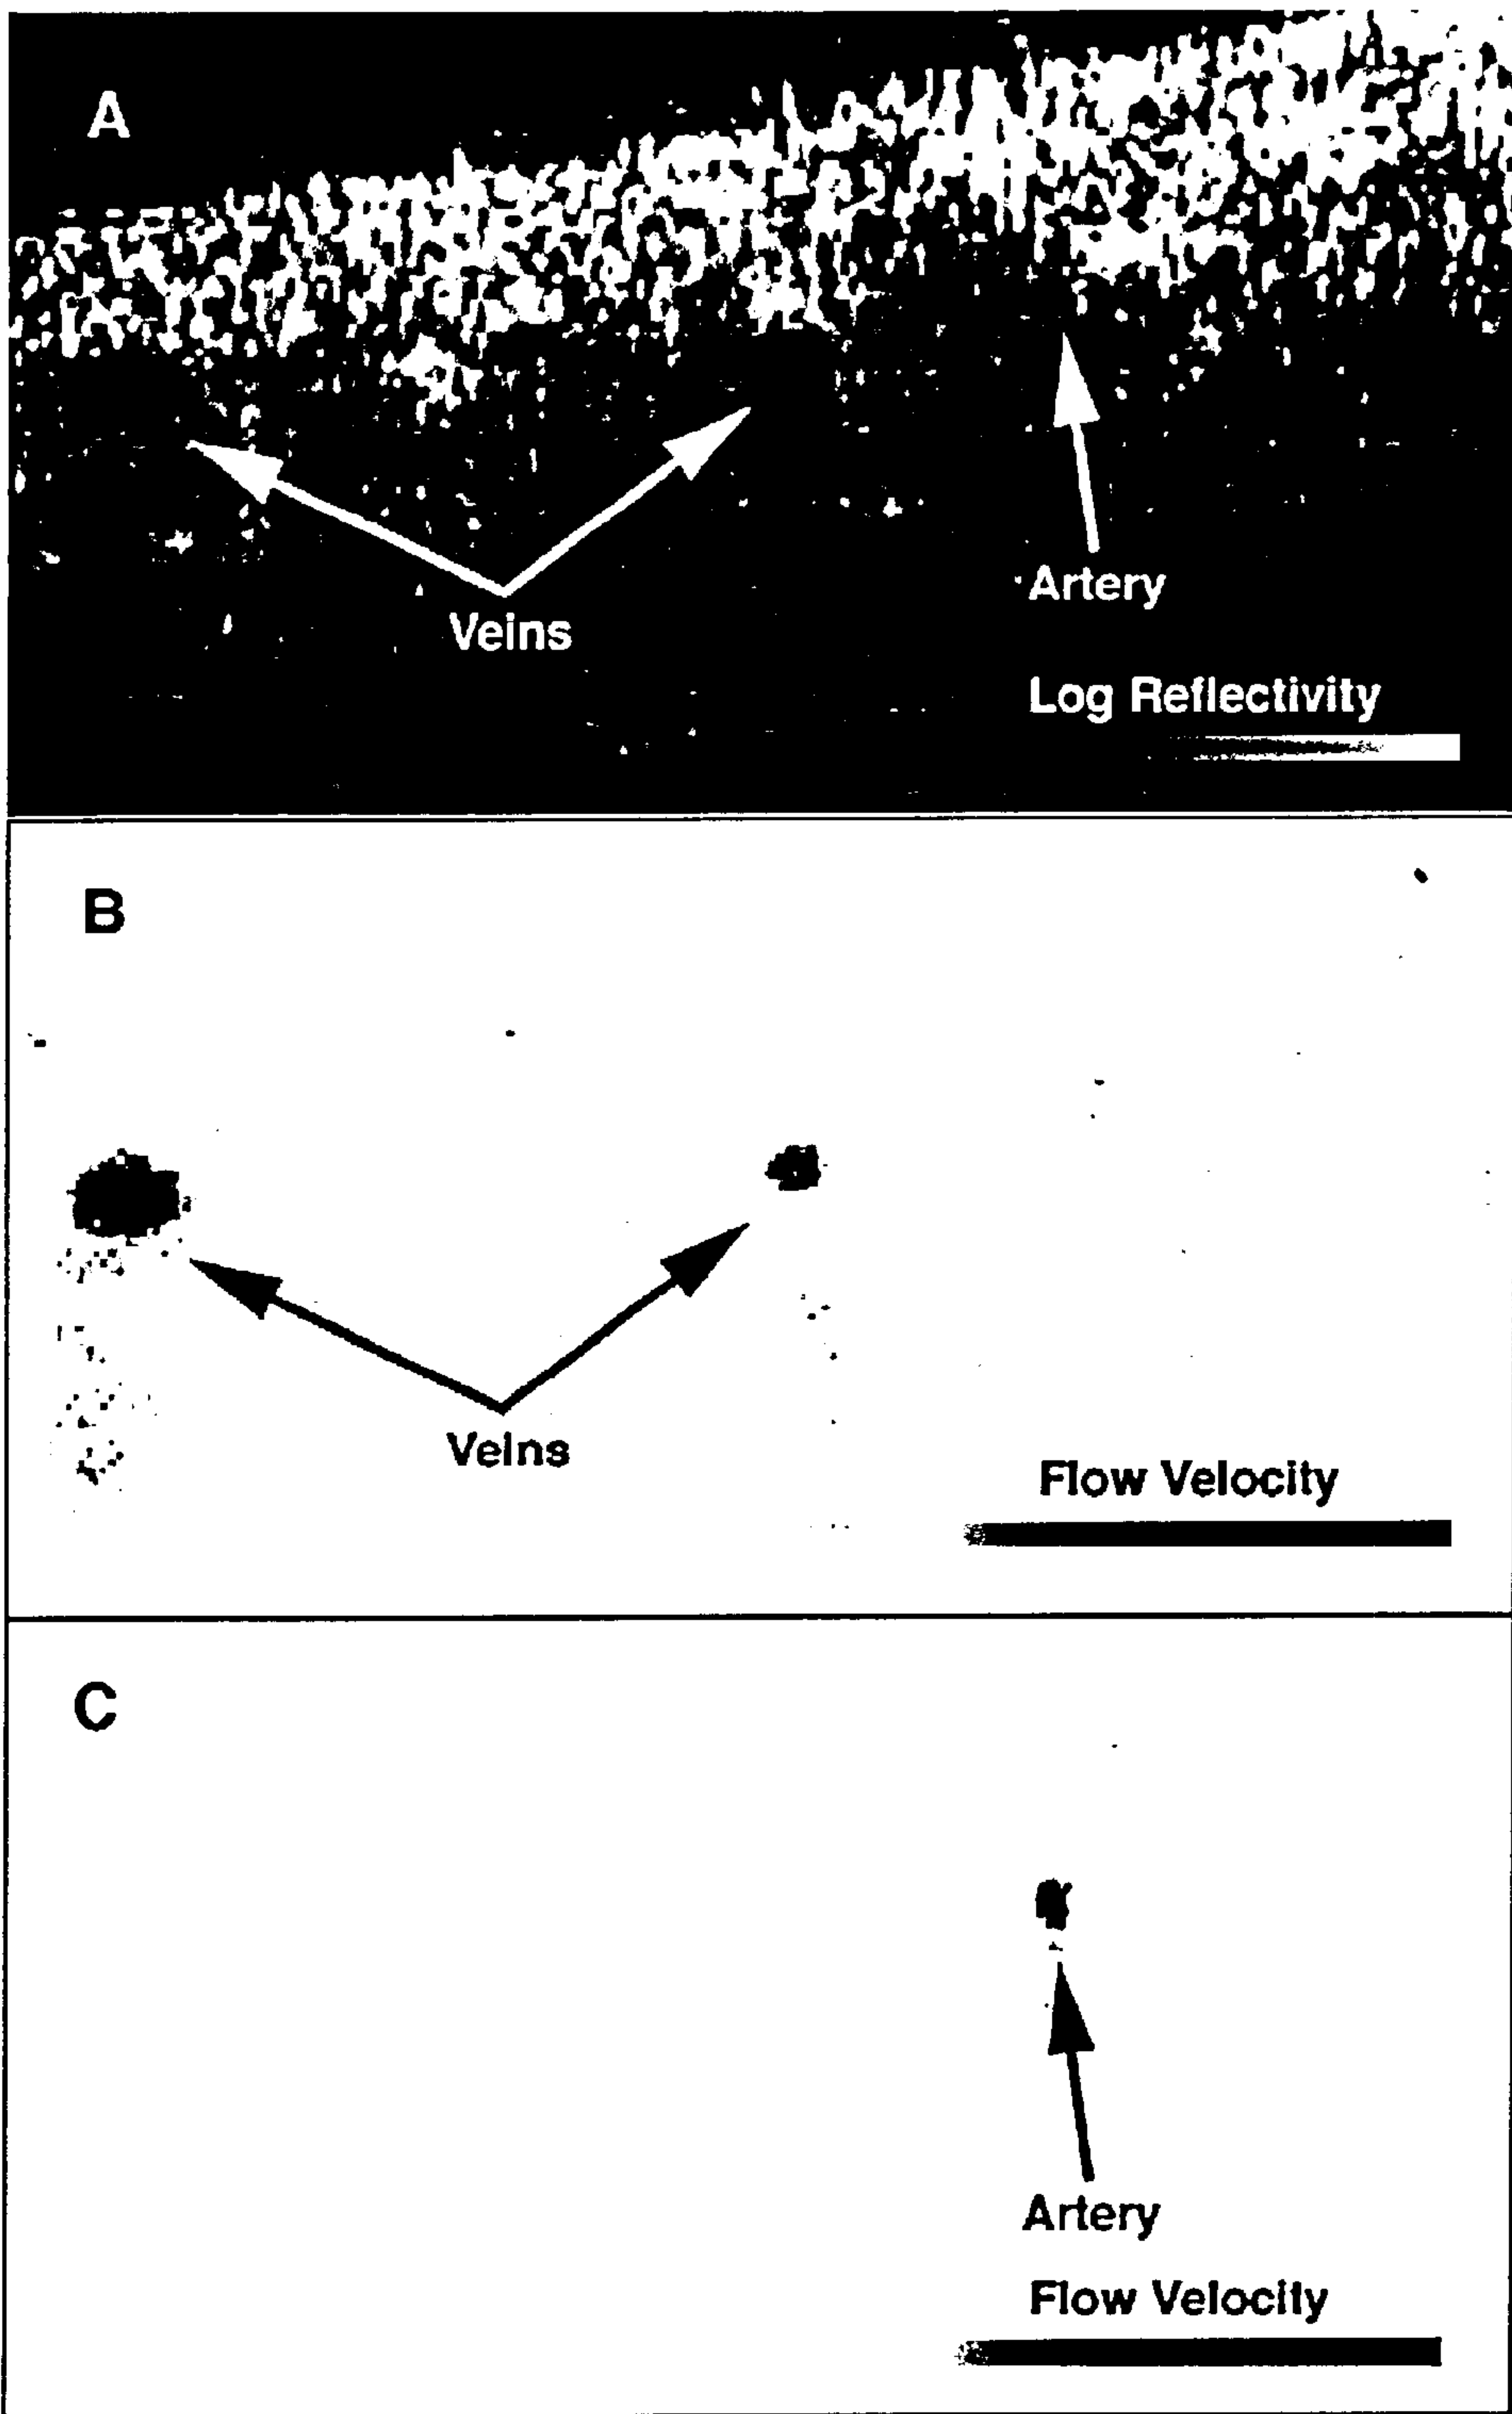 A
Veins
Artery
Log Reflectivity
B
Veins
Flow Velocity
C
Artery
Flow Velocity